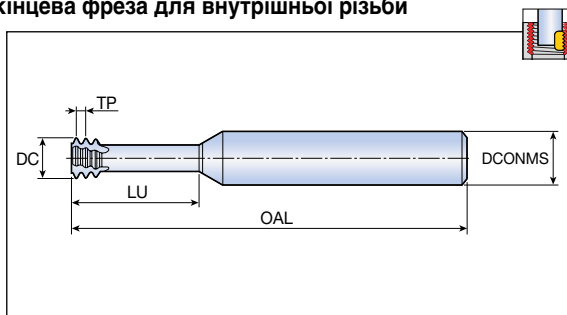 кінцева фреза для внутрішньої різьби
TP
DC
DCONMS
LU
OAL